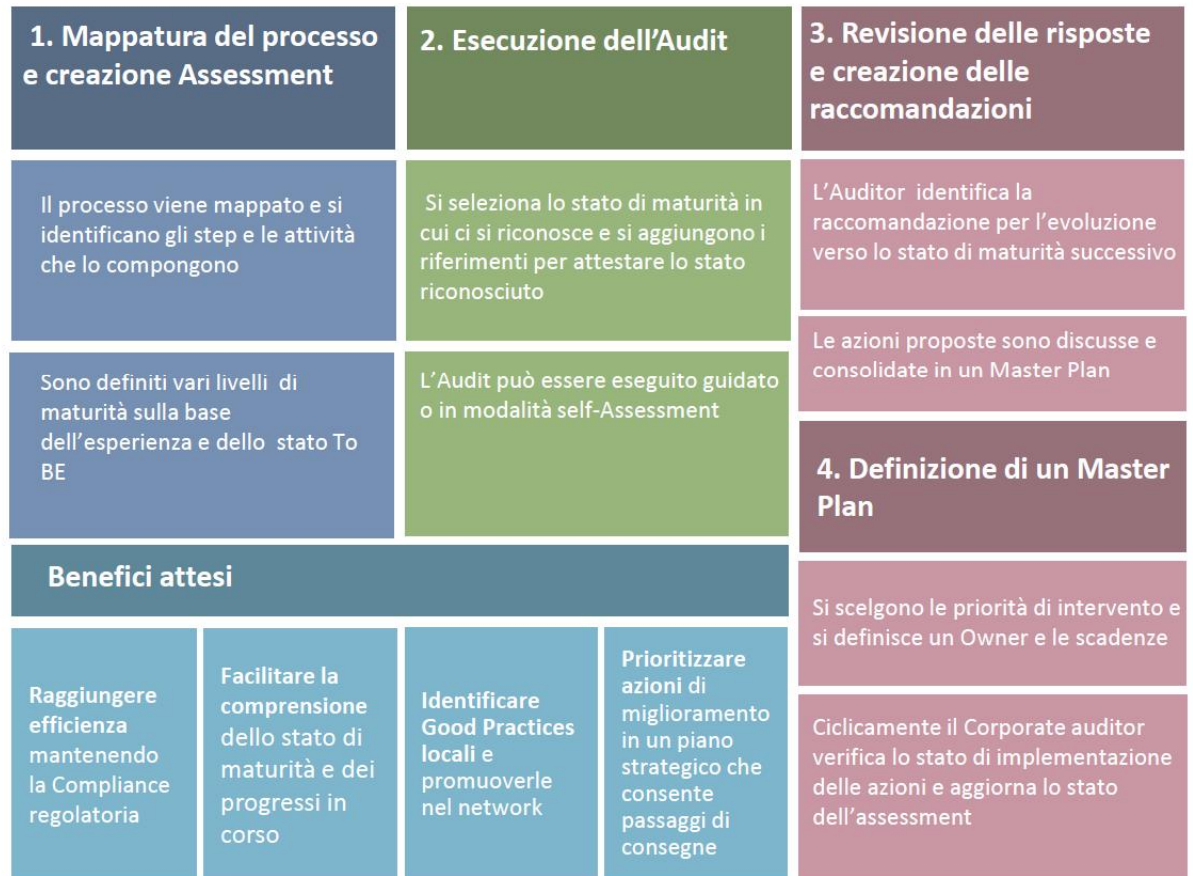 1. Mappatura del processo
e creazione Assessment
Il processo viene mappato e si
identificano gli step e le attività
che lo compongono
Sono definiti vari livelli di
maturità sulla base
dell'esperienza e dello stato To
BE
2. Esecuzione dell'Audit
Si seleziona lo stato di maturità in
cui ci si riconosce e si aggiungono i
riferimenti per attestare lo stato
riconosciuto
L'Audit può essere eseguito guidato
o in modalità self-Assessment
3. Revisione delle risposte
e creazione delle
raccomandazioni
L'Auditor identifica la
raccomandazione per l'evoluzione
verso lo stato di maturità successivo
Le azioni proposte sono discusse e
consolidate in un Master Plan
4. Definizione di un Master
Plan
Si scelgono le priorità di intervento e
si definisce un Owner e le scadenze
Ciclicamente il Corporate auditor
verifica lo stato di implementazione
delle azioni e aggiorna lo stato
dell'assessment
Benefici attesi
Raggiungere
efficienza
mantenendo
la Compliance
regolatoria
Facilitare la
comprensione
dello stato di
maturità e dei
progressi in
corso
Identificare
Good Practices
locali e
promuoverle
nel network
Prioritizzare
azioni di
miglioramento
in un piano
strategico che
consente
passaggi di
consegne